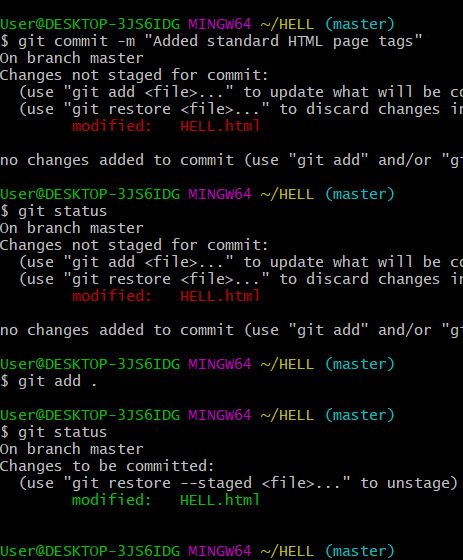 User@DESKTOP-3JS6IDG MINGW64 ~/HELL (master)
$ git commit -m "Added standard HTML page tags"
On branch master
Changes not staged for commit:
  (use "git add <file>..." to update what will be
  (use "git restore <file>..." to discard changes
        modified:   HELL.html

no changes added to commit (use "git add" and/or

User@DESKTOP-3JS6IDG MINGW64 ~/HELL (master)
$ git status
On branch master
Changes not staged for commit:
  (use "git add <file>..." to update what will be
  (use "git restore <file>..." to discard changes
        modified:   HELL.html

no changes added to commit (use "git add" and/or

User@DESKTOP-3JS6IDG MINGW64 ~/HELL (master)
$ git add .

User@DESKTOP-3JS6IDG MINGW64 ~/HELL (master)
$ git status
On branch master
Changes to be committed:
  (use "git restore --staged <file>..." to unstage)
        modified:   HELL.html


User@DESKTOP-3JS6IDG MINGW64 ~/HELL (master)